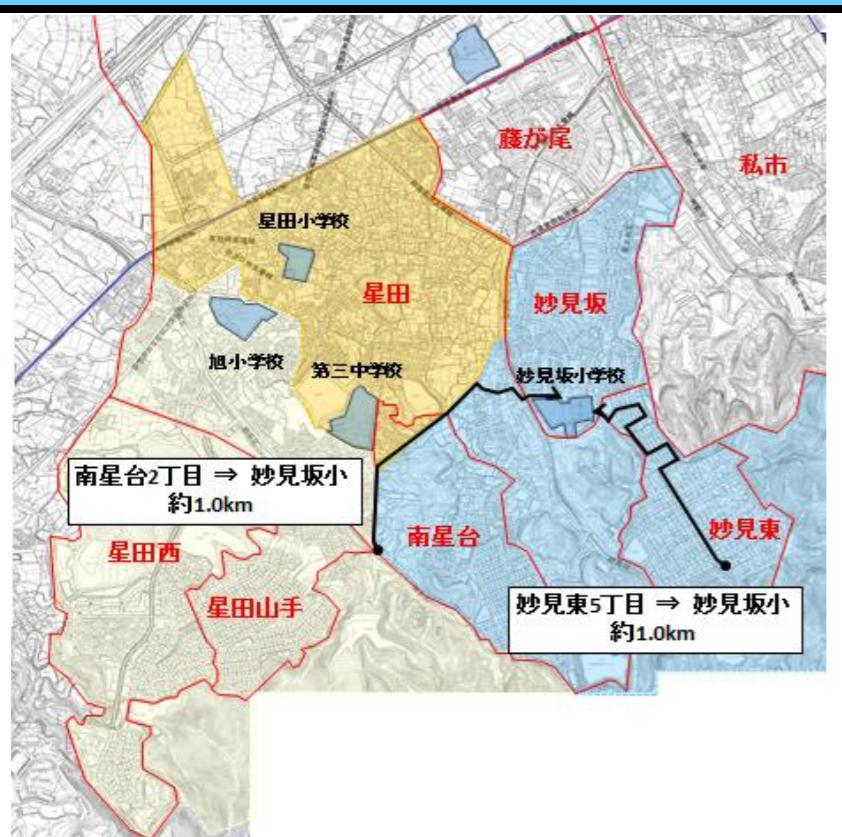 藤が尾
私市
星田小学校
星田
妙見坂
旭小学校
第三中学校
妙見坂小学校
南星台2丁目 ⇒ 妙見坂小
約1.0km
南星台
妙見東
星田西
星田山手
妙見東5丁目 ⇒ 妙見坂小
約1.0km